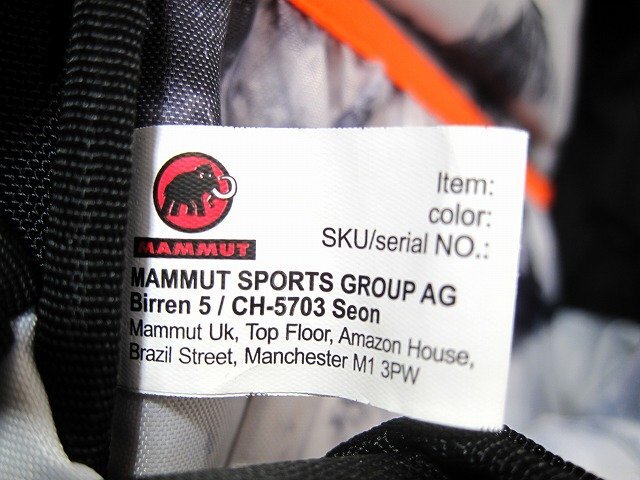 Item:
color:
SKU/serial NO.:
MAMMUT
MAMMUT SPORTS GROUP AG
Birren 5 / CH-5703 Seon
Mammut Uk, Top Floor, Amazon House,
Brazil Street, Manchester M1 3PW